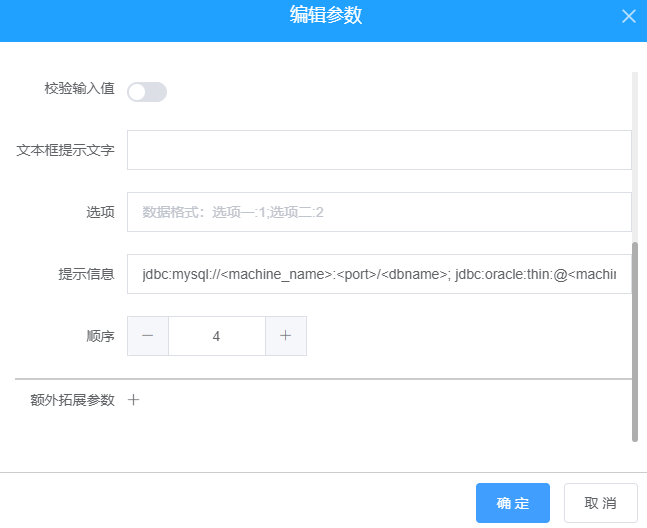 编辑参数
校验输入值
文本框提示文字
选项 数据格式：选项一:1;选项二:2
提示信息 jdbc:mysql://<machine_name>:<port>/<dbname>; jdbc:oracle:thin:@<machin
顺序 4
额外拓展参数
确定 取消